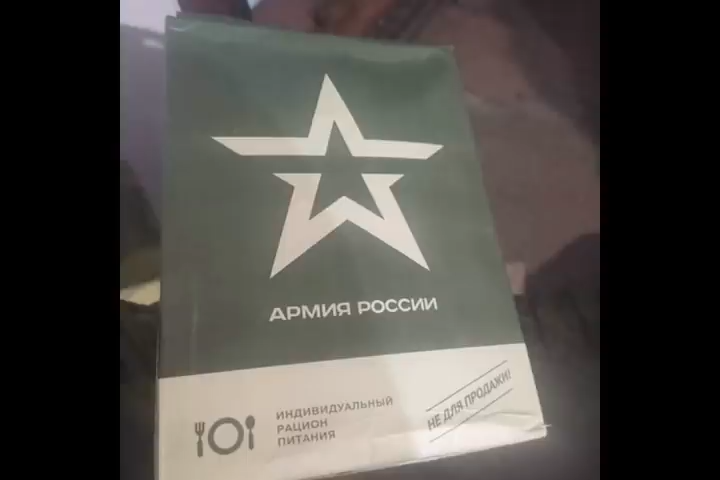 АРМИЯ РОССИИ
ИНДИВИДУАЛЬНЫЙ
РАЦИОН
ПИТАНИЯ
НЕ ДЛЯ ПРОДАЖИ!